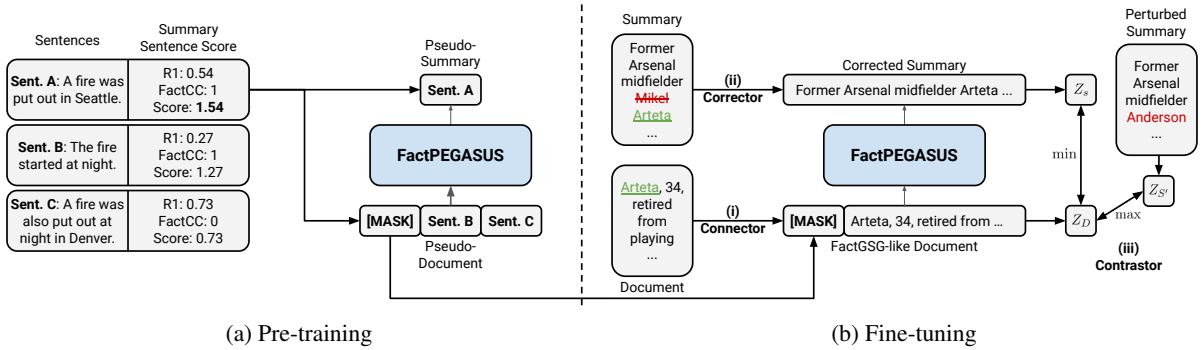 Sentences
Summary
Sentence Score
Sent. A: A fire was
put out in Seattle.
R1: 0.54
FactCC: 1
Score: 1.54
Sent. B: The fire
started at night.
R1: 0.27
FactCC: 1
Score: 1.27
Sent. C: A fire was
also put out at
night in Denver.
R1: 0.73
FactCC: 0
Score: 0.73
Pseudo-
Summary
Sent. A
FactPEGASUS
[MASK] Sent. B Sent. C
Pseudo-
Document
(a) Pre-training
Summary
Former
Arsenal
midfielder
Mikel
Arteta
...
(ii)
Corrector
Corrected Summary
Former Arsenal midfielder Arteta ...
FactPEGASUS
Arteta, 34,
retired
from
playing
...
Document
(i)
Connector
[MASK] Arteta, 34, retired from ...
FactGSG-like Document
Zs
min
ZD
max
ZS'
(iii)
Contrastor
Perturbed
Summary
Former
Arsenal
midfielder
Anderson
...
(b) Fine-tuning